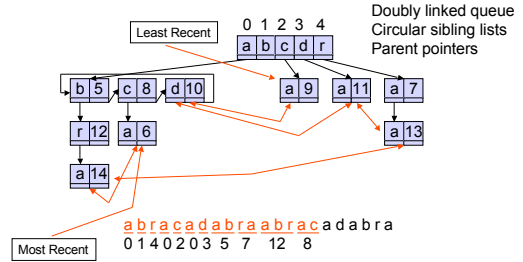 0 1 2 3 4
Doubly linked queue
Circular sibling lists
Parent pointers
Least Recent
a b c d r
b 5 c 8 d 10 a 9 a 11 a 7
r 12 a 6 a 13
a 14
a b r a c a d a b r a a b r a c a d a b r a
0 1 4 0 2 0 3 5 7 12 8
Most Recent